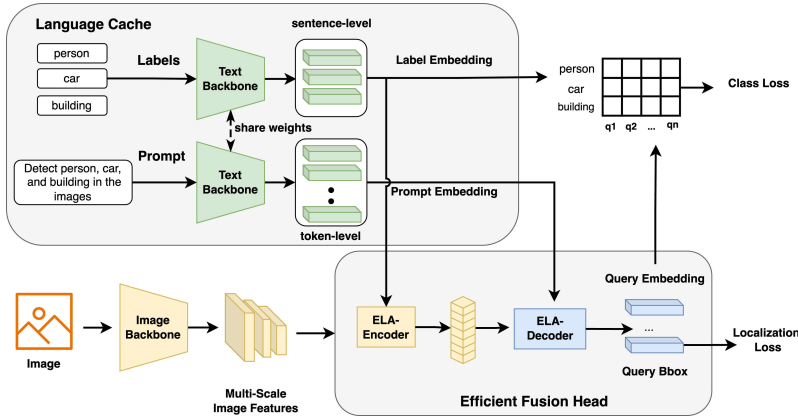 Language Cache
sentence-level
person
Labels
Text
Backbone
Label Embedding
car
building
person
car
building
q1 q2 ... qn
Class Loss
share weights
Prompt
Detect person, car,
and building in the
images
Text
Backbone
Prompt Embedding
token-level
Image
Image
Backbone
Multi-Scale
Image Features
ELA-
Encoder
ELA-
Decoder
Query Embedding
...
Query Bbox
Localization
Loss
Efficient Fusion Head